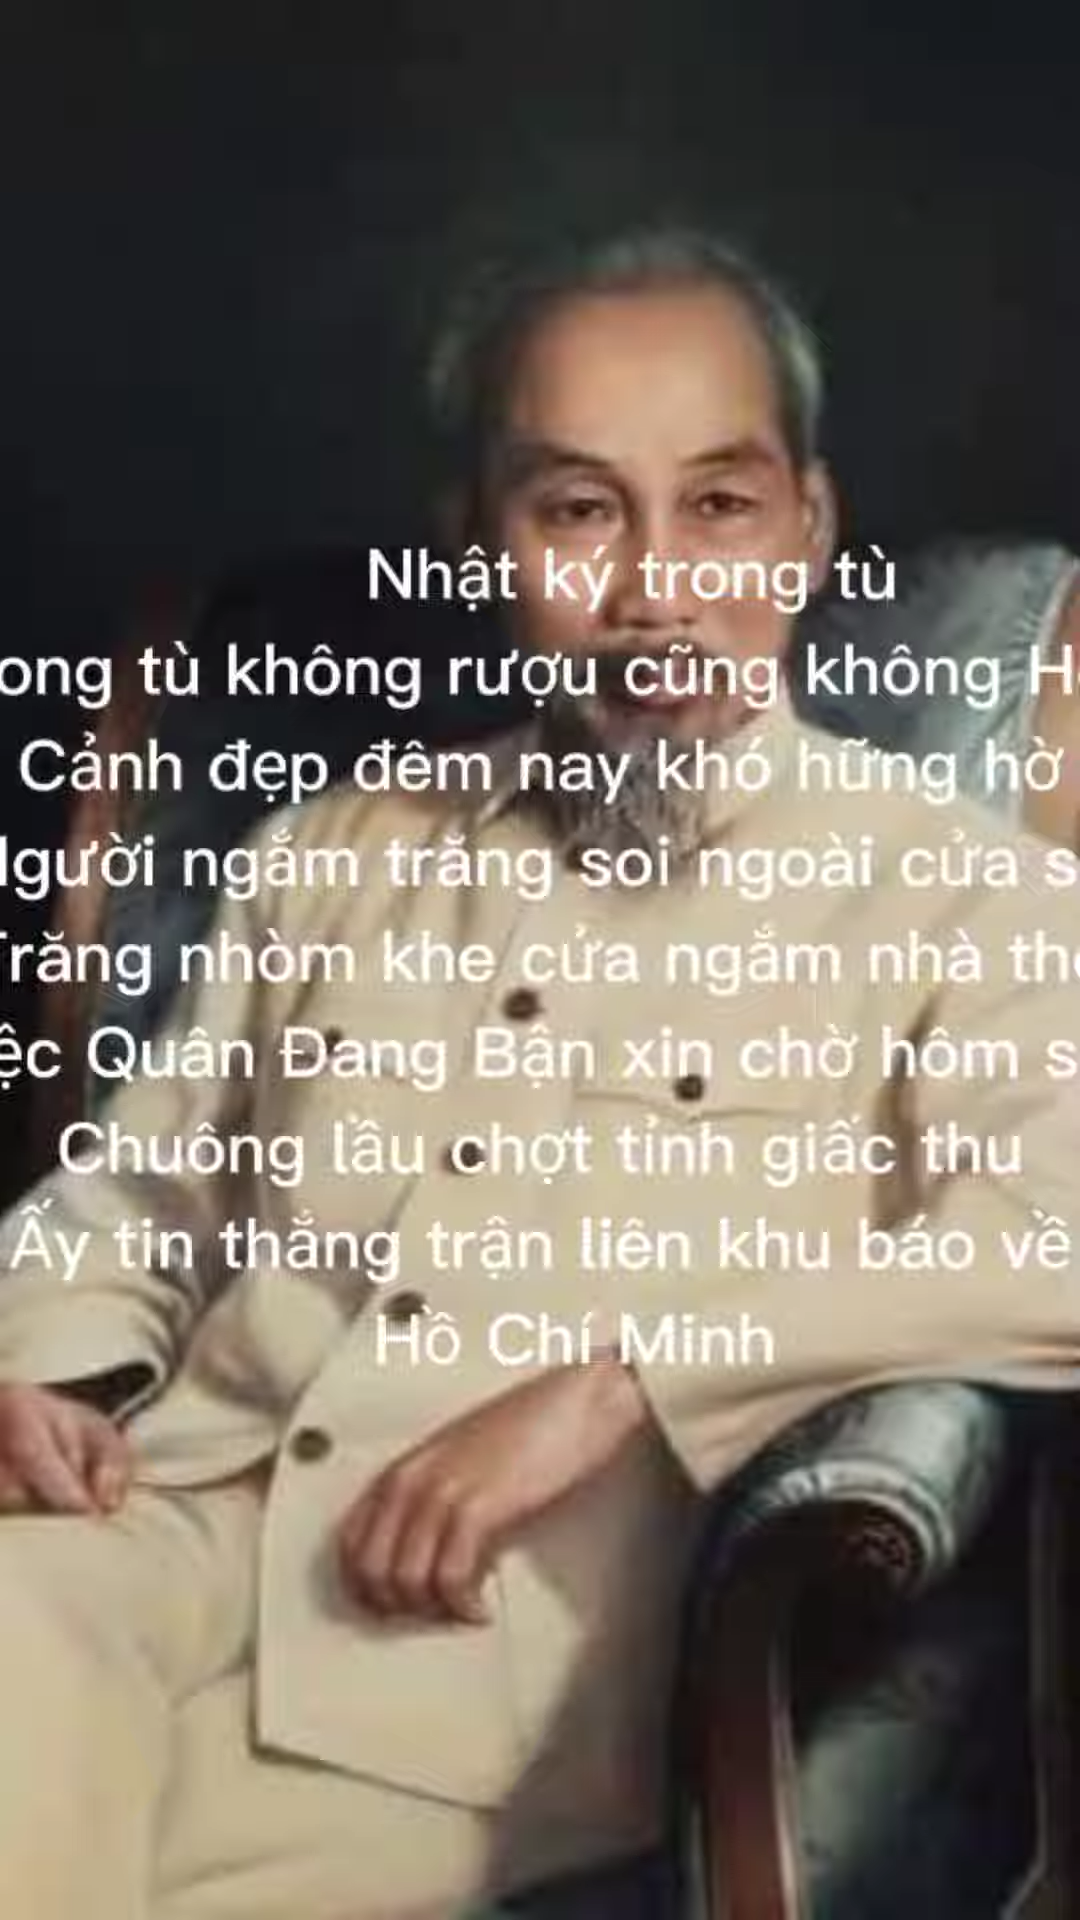 Nhật ký trong tù
ong tù không rượu cũng không H
Cảnh đẹp đêm nay khó hững hờ
gười ngắm trăng soi ngoài cửa s
Trăng nhòm khe cửa ngắm nhà th
ệc Quân Đang Bận xin chờ hôm s
Chuông lầu chợt tỉnh giấc thu
Ấy tin thắng trận liên khu báo về
Hồ Chí Minh